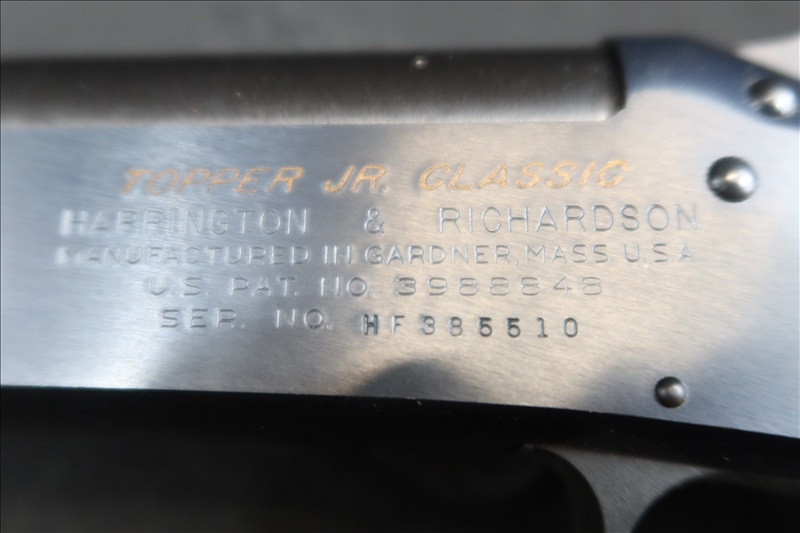 TOPPER JR. CLASSIC
HARRINGTON & RICHARDSON
MANUFACTURED IN GARDNER, MASS. U.S.A.
U.S. PAT. NO. 3988848
SER. NO. HF385510